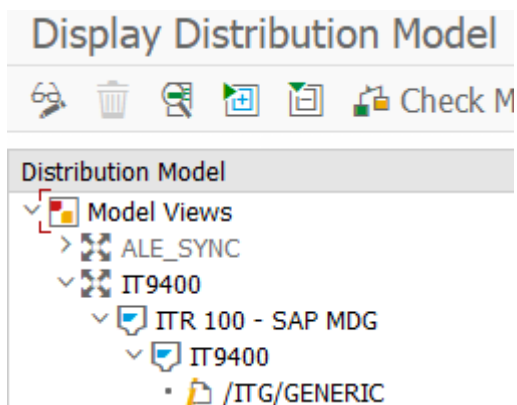 Display Distribution Model
Check M
Distribution Model
Model Views
ALE_SYNC
IT9400
ITR 100 - SAP MDG
IT9400
/ITG/GENERIC